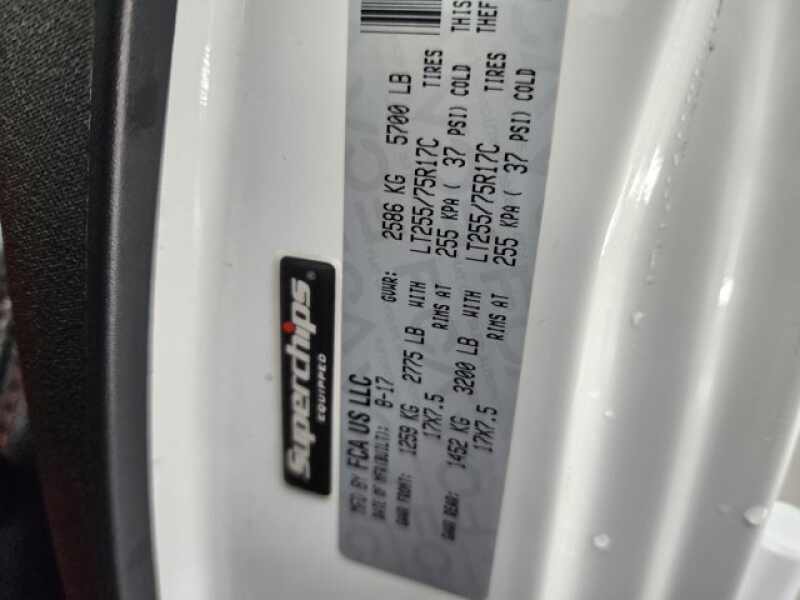 Superchips®
EQUIPPED
MFG BY FCA US LLC
DATE OF MFR(BUILT): 8-17 GVWR: 2586 KG 5700 LB
GAWR FRONT: 1259 KG 2775 LB WITH LT255/75R17C TIRES
17X7.5 RIMS AT 255 KPA ( 37 PSI) COLD
GAWR REAR: 1452 KG 3200 LB WITH LT255/75R17C TIRES
17X7.5 RIMS AT 255 KPA ( 37 PSI) COLD
THIS
THEF